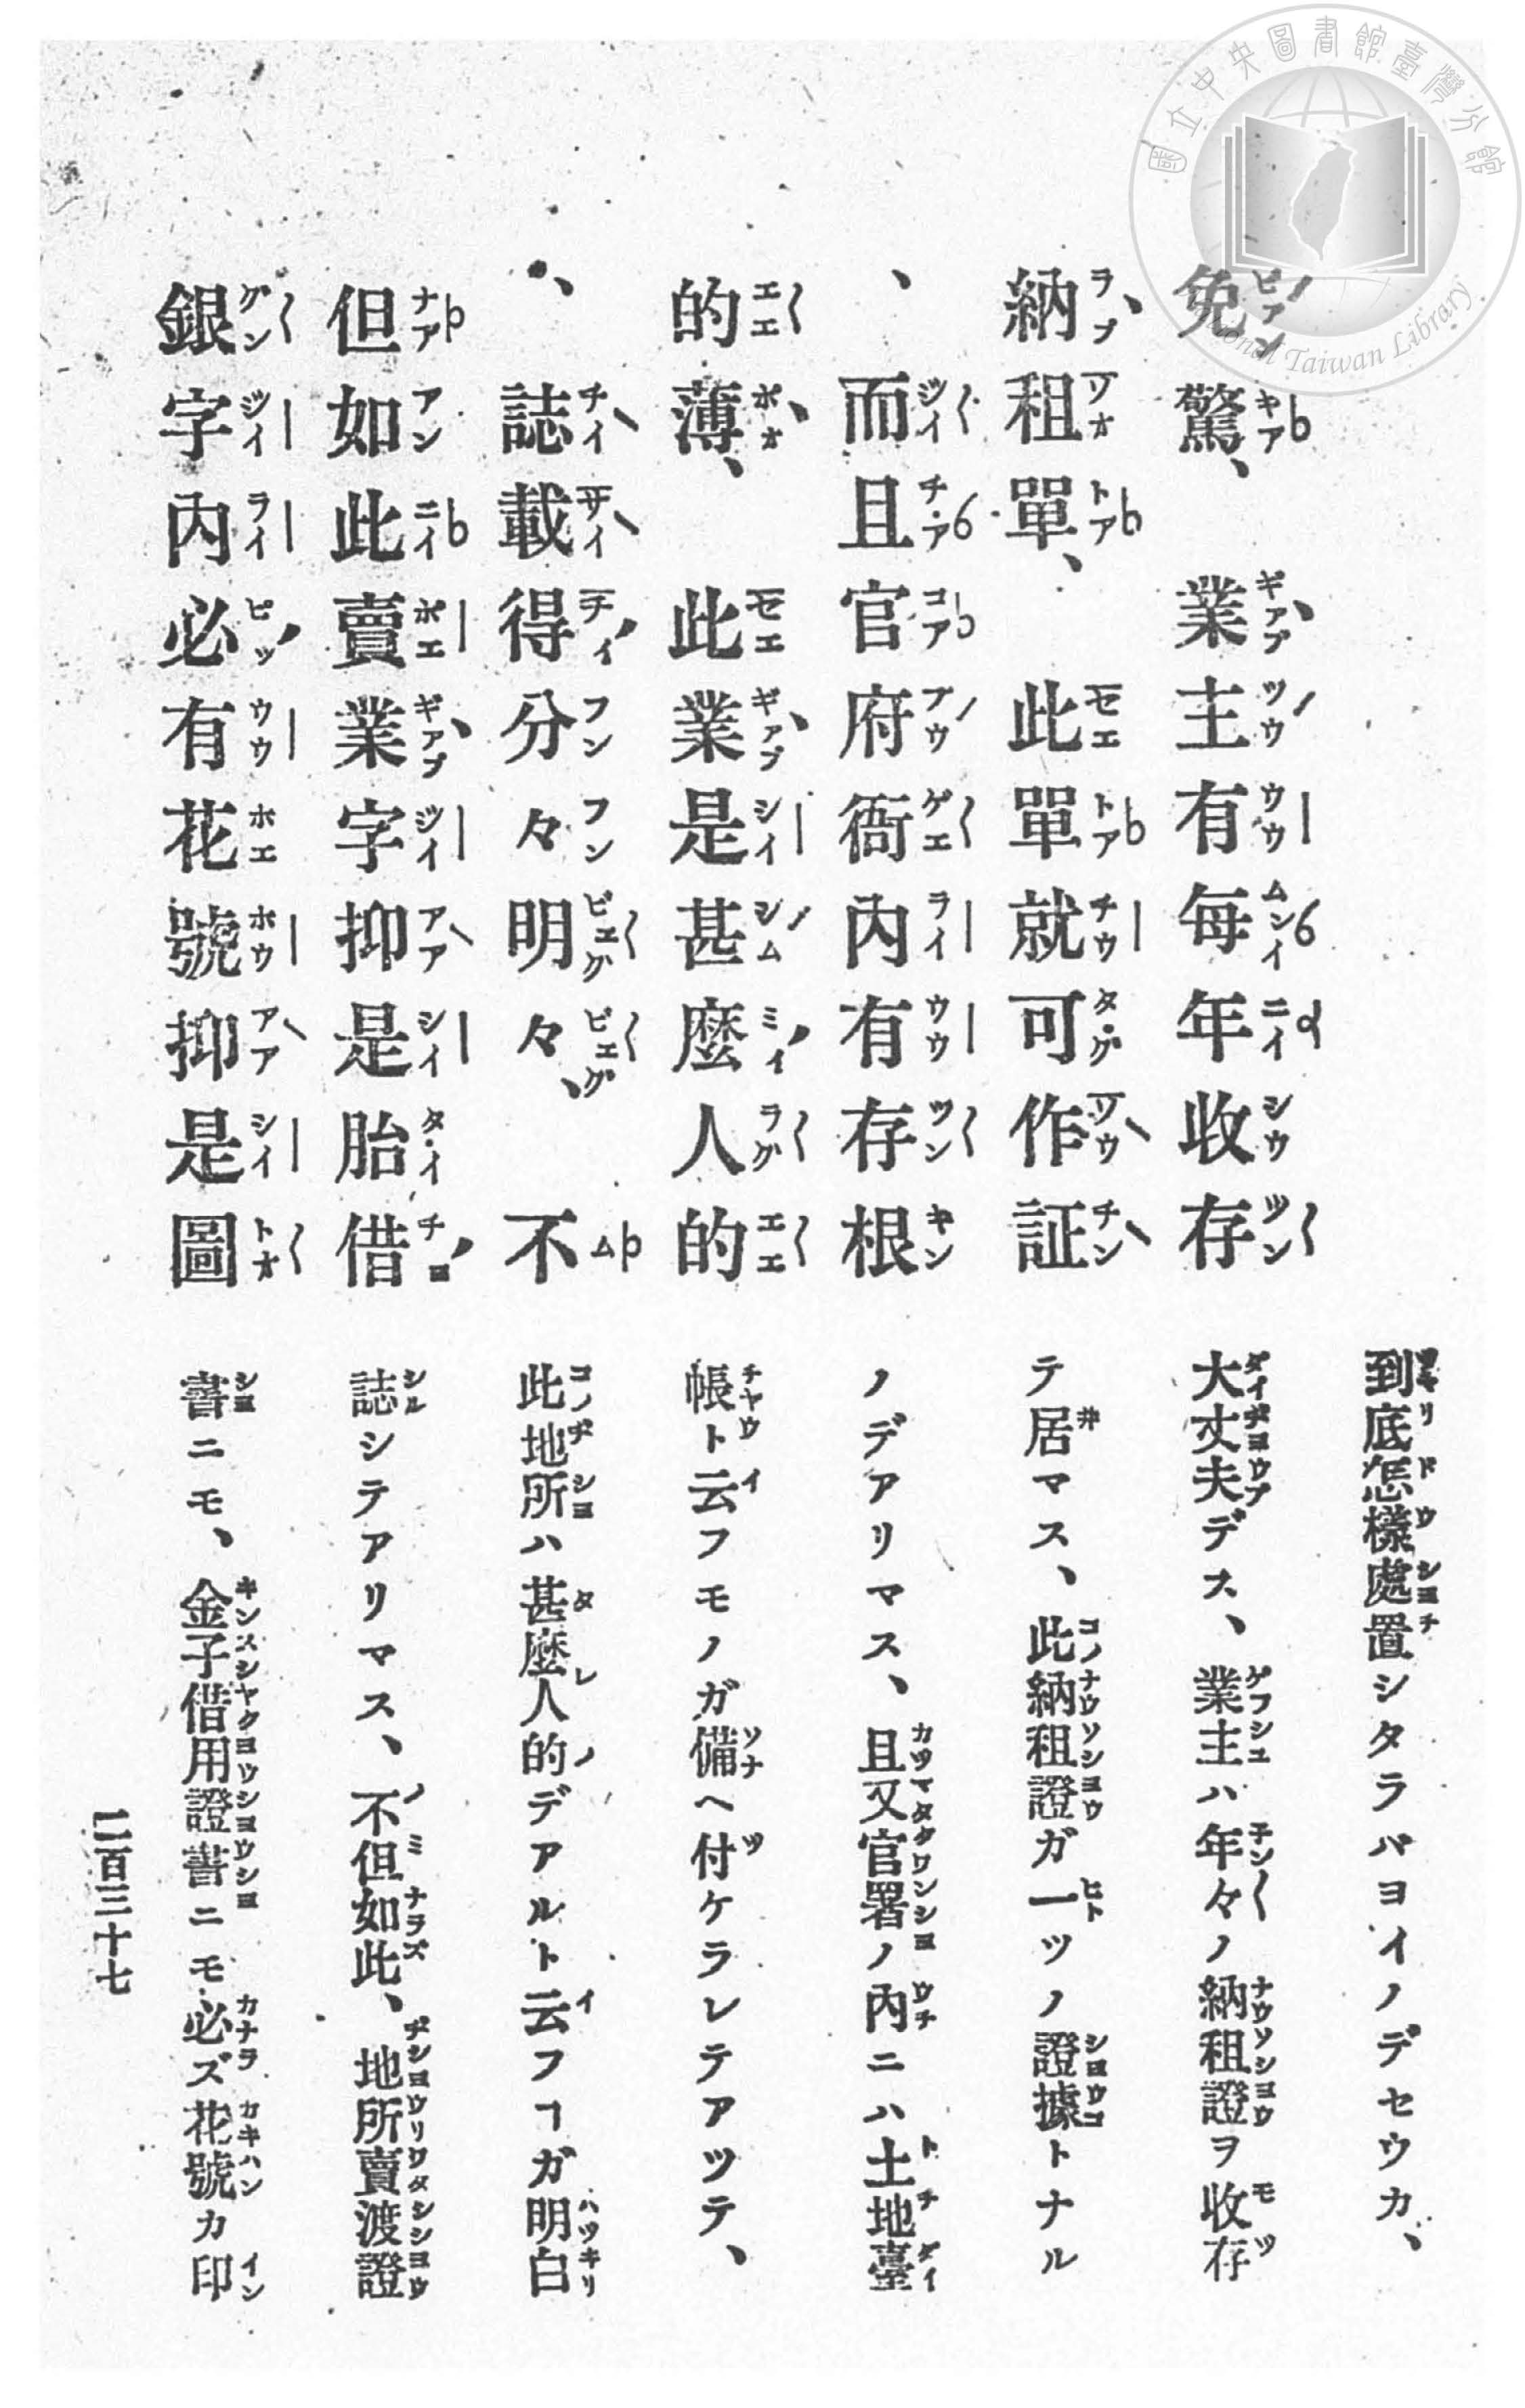 免驚、業主有每年收存
納租單、此單就可作証
、而且官府衙內有存根
的薄、此業是甚麼人的
、誌載得分々明々、不
但如此賣業字抑是胎借
銀字內必有花號抑是圖
到底怎樣處置シタラバヨイノデセウカ、
大丈夫デス、業主ハ年々ノ納租證ヲ收存
テ居マス、此納租證ガ一ツノ證據トナル
ノデアリマス、且又官署ノ內ニハ土地臺
帳ト云フモノガ備ヘ付ケラレテアツテ、
此地所ハ甚麼人的デアルト云フヿガ明白
誌シテアリマス、不但如此、地所賣渡證
書ニモ、金子借用證書ニモ必ズ花號カ印
二百三十七
國立中央圖書館臺灣分館
National Taiwan Library